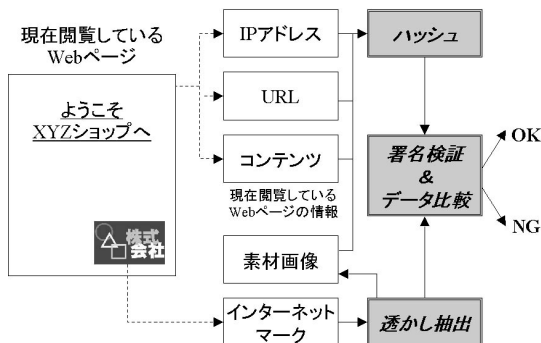 現在閲覧している
Webページ
ようこそ
XYZショップへ
株式
会社
IPアドレス
URL
コンテンツ
現在閲覧している
Webページの情報
素材画像
インターネット
マーク
ハッシュ
署名検証
&
データ比較
透かし抽出
OK
NG